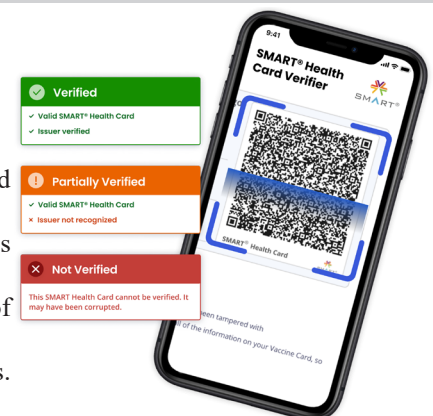 9:41
SMART® Health
Card Verifier
SMART®
Verified
✓ Valid SMART® Health Card
✓ Issuer verified
Partially Verified
✓ Valid SMART® Health Card
× Issuer not recognized
Not Verified
This SMART Health Card cannot be verified. It
may have been corrupted.
SMART® Health Card
been tampered with
of the information on your Vaccine Card, so
of